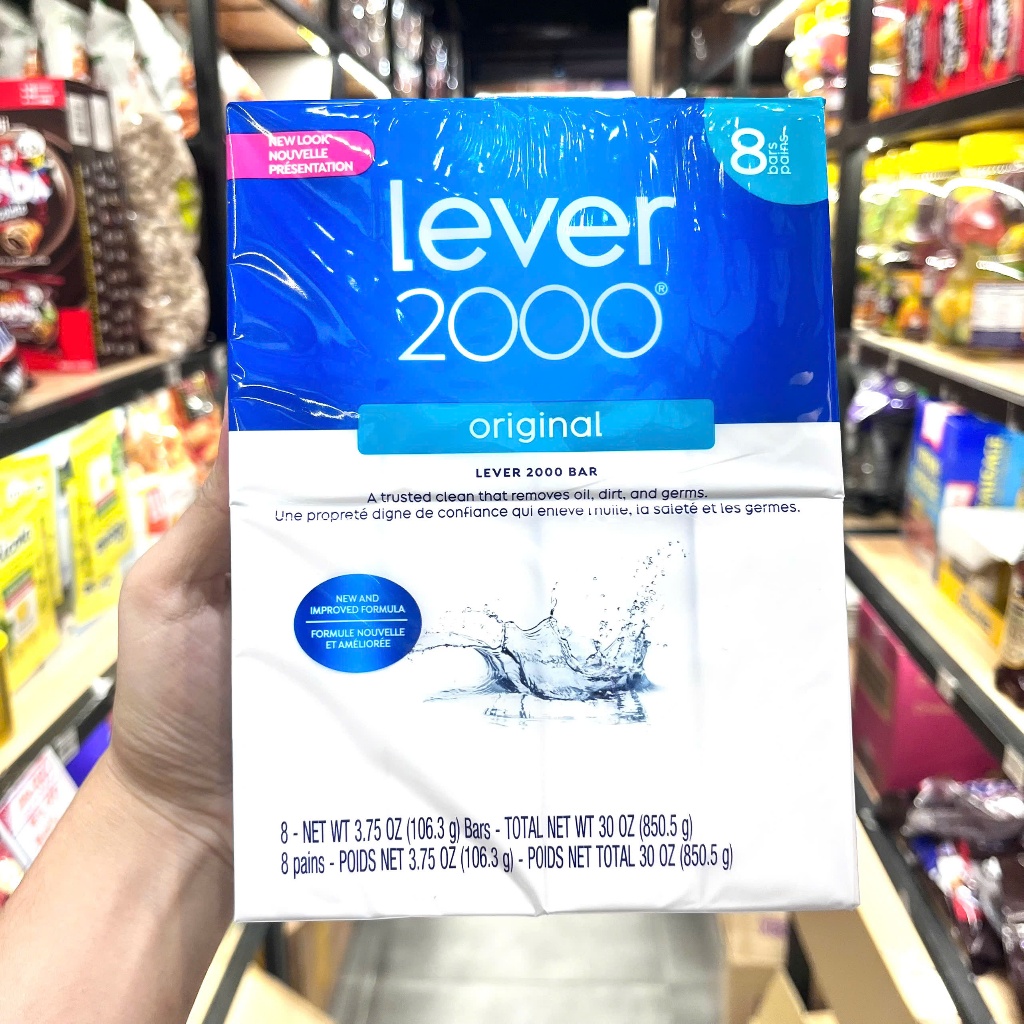 NEW LOOK
NOUVELLE
PRÉSENTATION
8 bars
pains
lever
2000®
original
LEVER 2000 BAR
A trusted clean that removes oil, dirt, and germs.
Une propreté digne de confiance qui enlève l'huile, la saleté et les germes.
NEW AND
IMPROVED FORMULA
FORMULE NOUVELLE
ET AMÉLIORÉE
8 - NET WT 3.75 OZ (106.3 g) Bars - TOTAL NET WT 30 OZ (850.5 g)
8 pains - POIDS NET 3.75 OZ (106.3 g) - POIDS NET TOTAL 30 OZ (850.5 g)